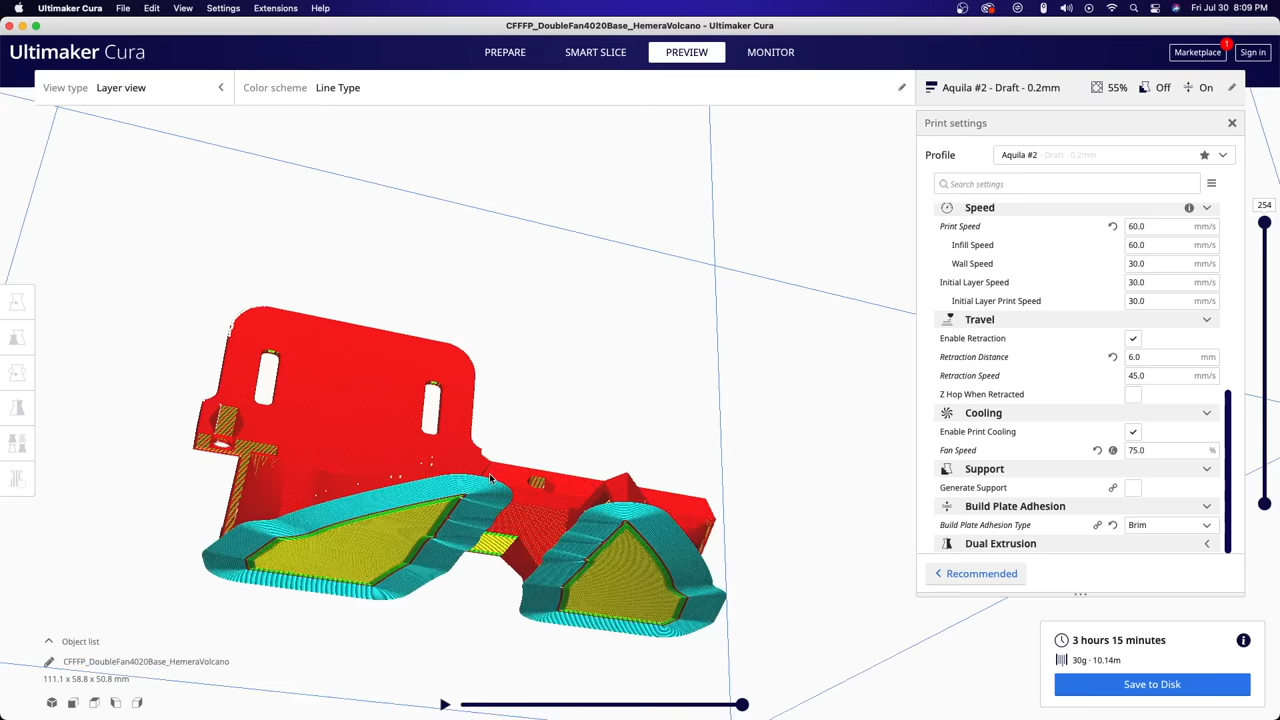 Ultimaker Cura File Edit View Settings Extensions Help Fri Jul 30 8:09 PM
CFFFP_DoubleFan4020Base_HemeraVolcano - Ultimaker Cura
Ultimaker Cura PREPARE SMART SLICE PREVIEW MONITOR Marketplace 1 Sign in
View type Layer view Color scheme Line Type Aquila #2 - Draft - 0.2mm 55% Off On
Print settings
Profile Aquila #2 - Draft - 0.2mm
Search settings
Speed
Print Speed 60.0 mm/s
Infill Speed 60.0 mm/s
Wall Speed 30.0 mm/s
Initial Layer Speed 30.0 mm/s
Initial Layer Print Speed 30.0 mm/s
Travel
Enable Retraction
Retraction Distance 6.0 mm
Retraction Speed 45.0 mm/s
Z Hop When Retracted
Cooling
Enable Print Cooling
Fan Speed 75.0 %
Support
Generate Support
Build Plate Adhesion
Build Plate Adhesion Type Brim
Dual Extrusion
Recommended
254
Object list
CFFFP_DoubleFan4020Base_HemeraVolcano
111.1 x 58.8 x 50.8 mm
3 hours 15 minutes
30g · 10.14m
Save to Disk